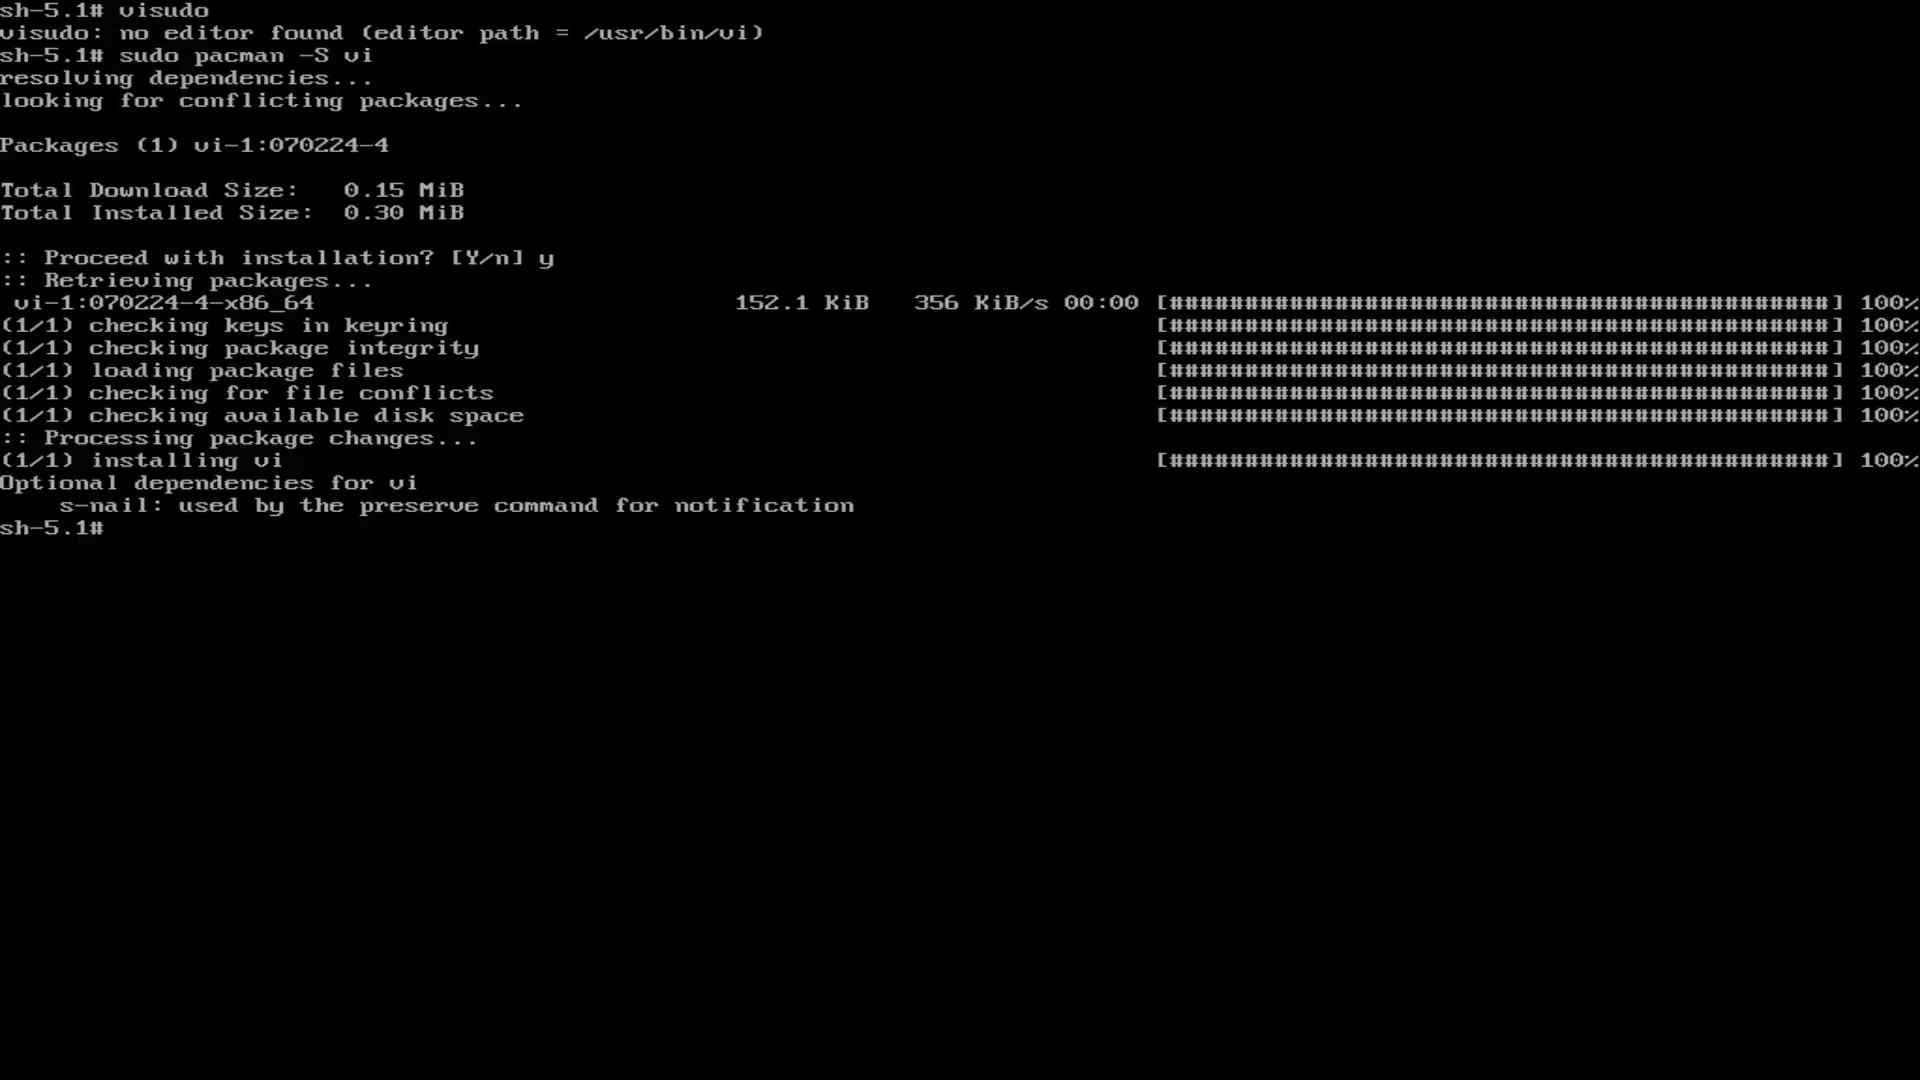 sh-5.1# visudo
visudo: no editor found (editor path = /usr/bin/vi)
sh-5.1# sudo pacman -S vi
resolving dependencies...
looking for conflicting packages...
Packages (1) vi-1:070224-4
Total Download Size:   0.15 MiB
Total Installed Size:  0.30 MiB
:: Proceed with installation? [Y/n] y
:: Retrieving packages...
 vi-1:070224-4-x86_64                            152.1 KiB   356 KiB/s 00:00 [############################################] 100%
(1/1) checking keys in keyring                                               [############################################] 100%
(1/1) checking package integrity                                             [############################################] 100%
(1/1) loading package files                                                  [############################################] 100%
(1/1) checking for file conflicts                                            [############################################] 100%
(1/1) checking available disk space                                          [############################################] 100%
:: Processing package changes...
(1/1) installing vi                                                          [############################################] 100%
Optional dependencies for vi
    s-nail: used by the preserve command for notification
sh-5.1#